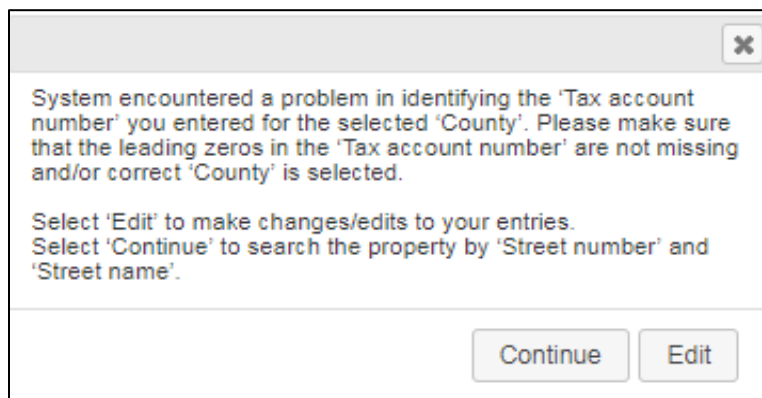 System encountered a problem in identifying the ‘Tax account
number’ you entered for the selected ‘County’. Please make sure
that the leading zeros in the ‘Tax account number’ are not missing
and/or correct ‘County’ is selected.
Select ‘Edit’ to make changes/edits to your entries.
Select ‘Continue’ to search the property by ‘Street number’ and
‘Street name’.
Continue Edit